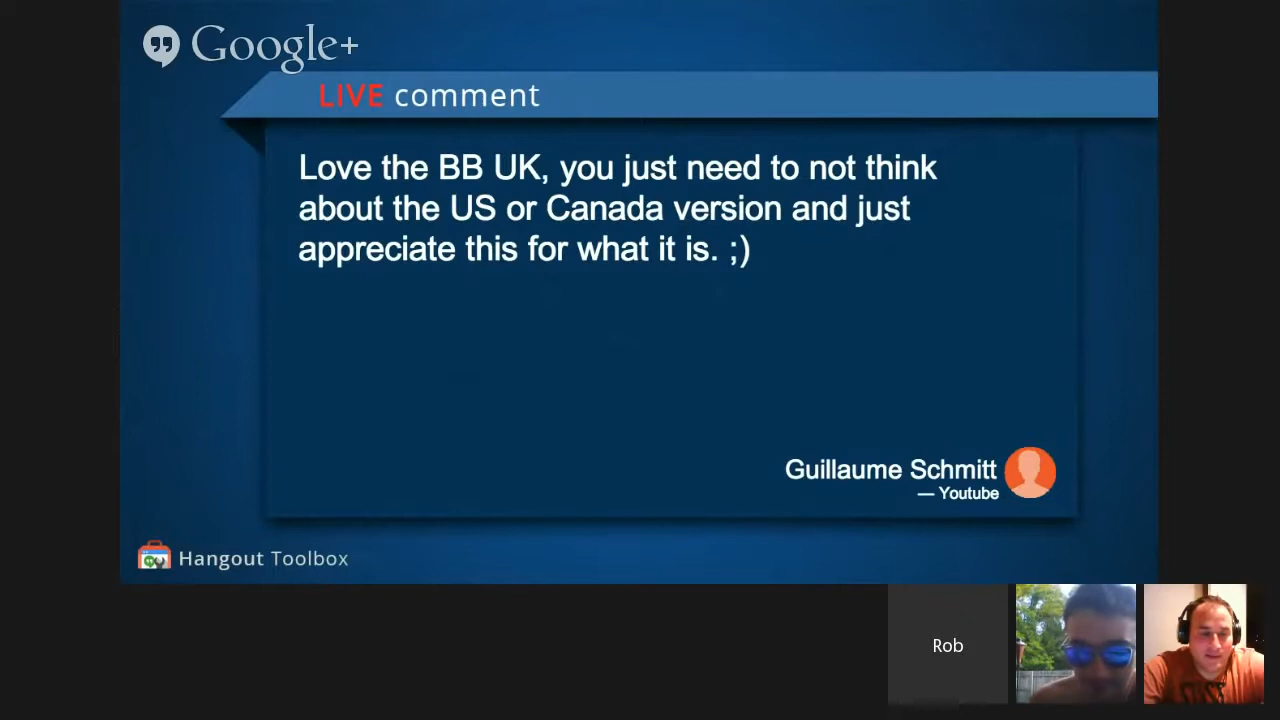 Google+
LIVE comment
Love the BB UK, you just need to not think
about the US or Canada version and just
appreciate this for what it is. ;)
Guillaume Schmitt
— Youtube
Hangout Toolbox
Rob